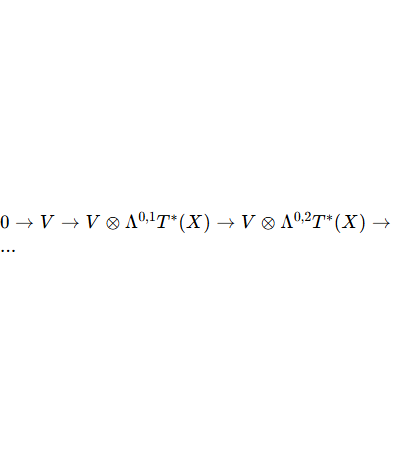 0 → V → V ⊗ Λ^{0,1}T*(X) → V ⊗ Λ^{0,2}T*(X) →
...